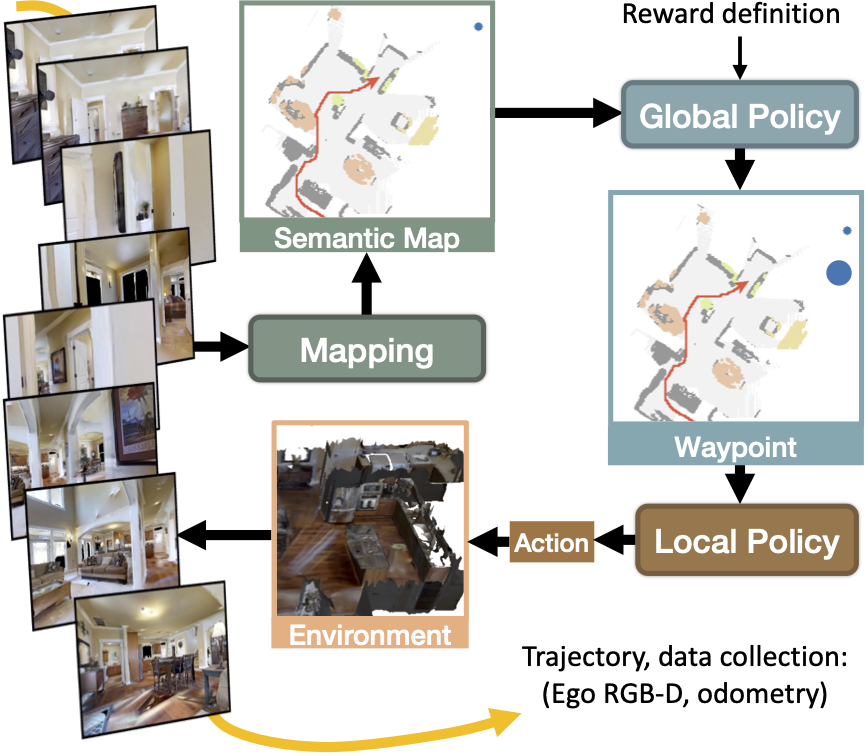 Reward definition
Global Policy
Semantic Map
Mapping
Waypoint
Local Policy
Action
Environment
Trajectory, data collection:
(Ego RGB-D, odometry)